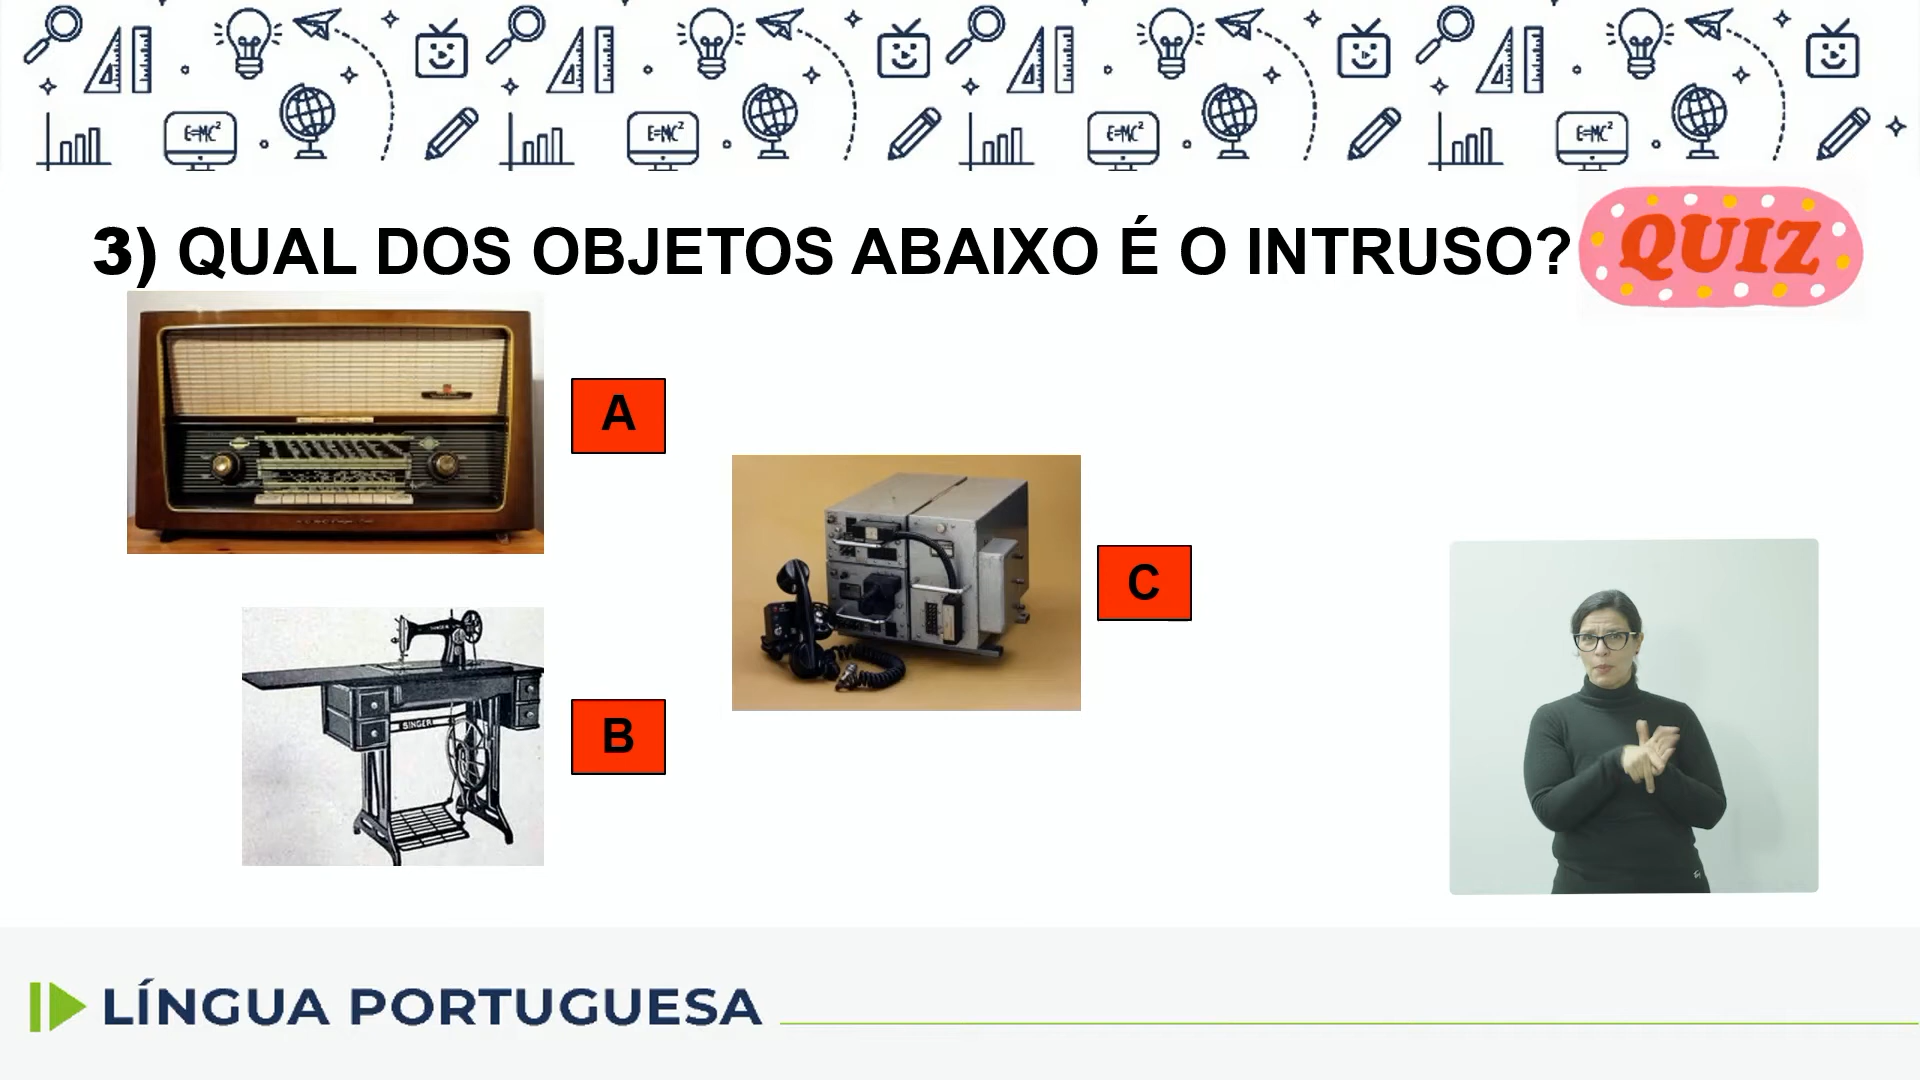 E=MC²
E=MC²
E=MC²
E=MC²
3) QUAL DOS OBJETOS ABAIXO É O INTRUSO?
QUIZ
A
C
SINGER
B
LÍNGUA PORTUGUESA